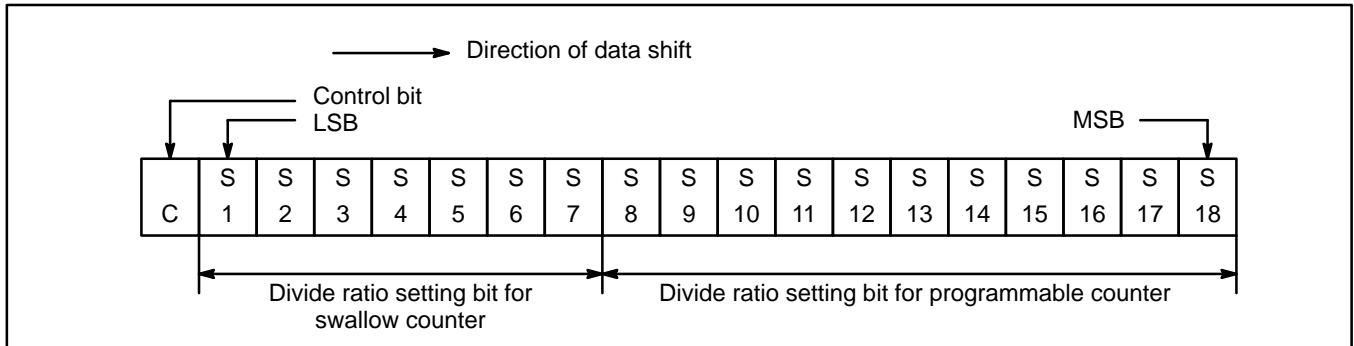 Direction of data shift
Control bit
LSB
MSB
S S S S S S S S S S S S S S S S S S
C 1 2 3 4 5 6 7 8 9 10 11 12 13 14 15 16 17 18
Divide ratio setting bit for
swallow counter
Divide ratio setting bit for programmable counter